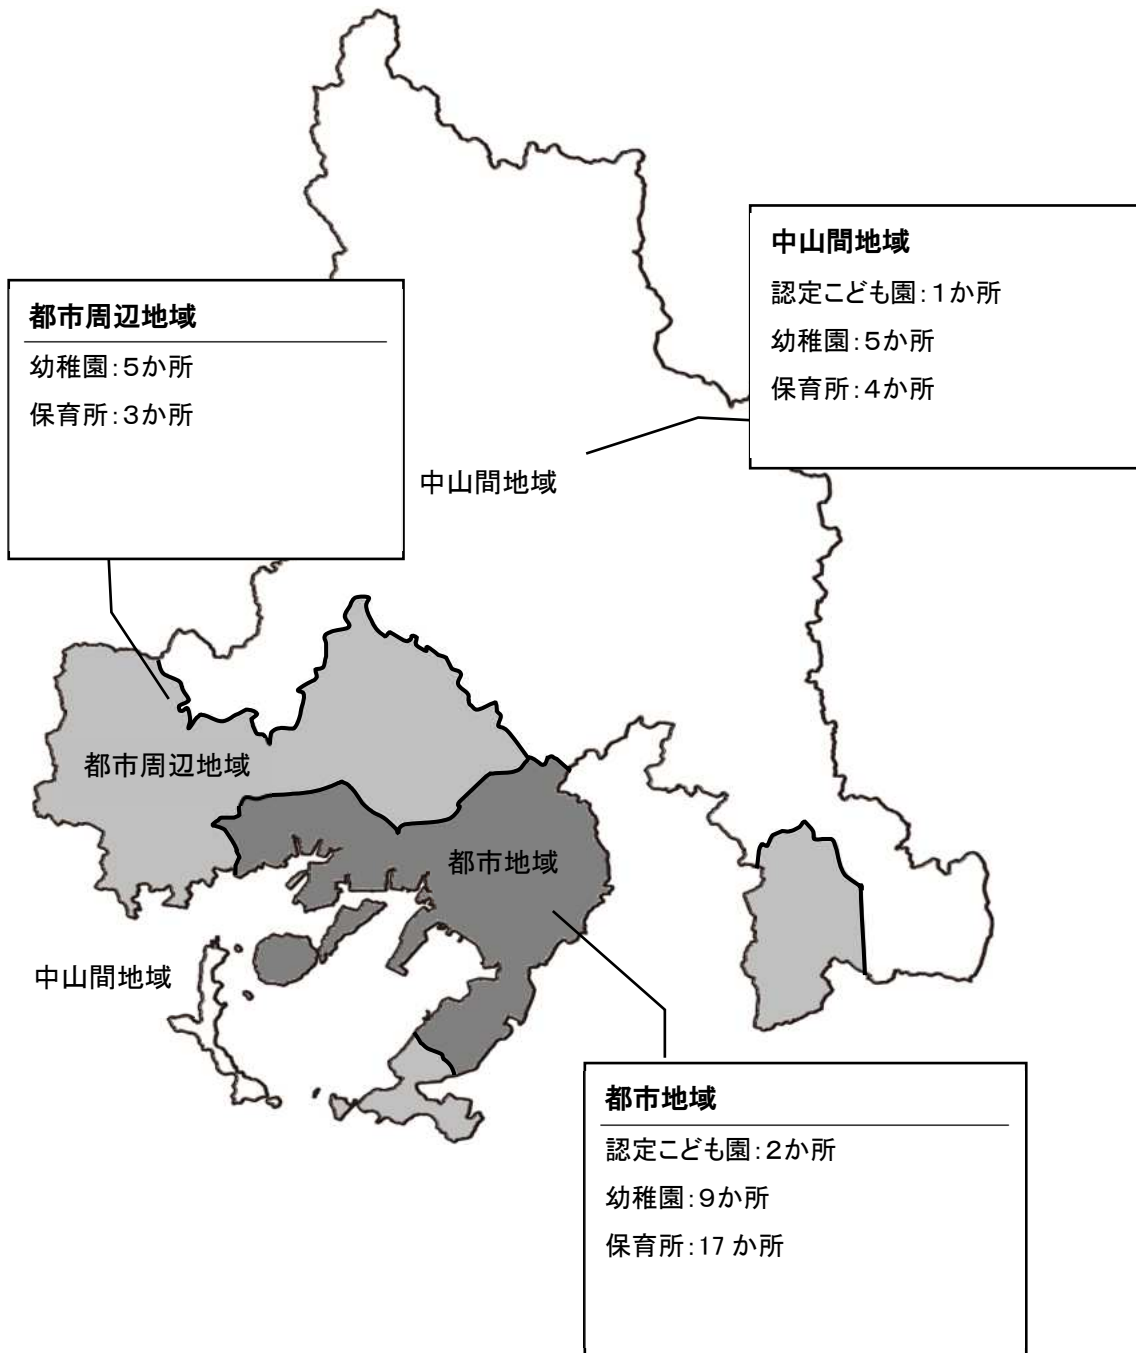 中山間地域
認定こども園：１か所
幼稚園：５か所
保育所：４か所
都市周辺地域
幼稚園：５か所
保育所：３か所
中山間地域
都市周辺地域
都市地域
中山間地域
都市地域
認定こども園：２か所
幼稚園：９か所
保育所：17 か所